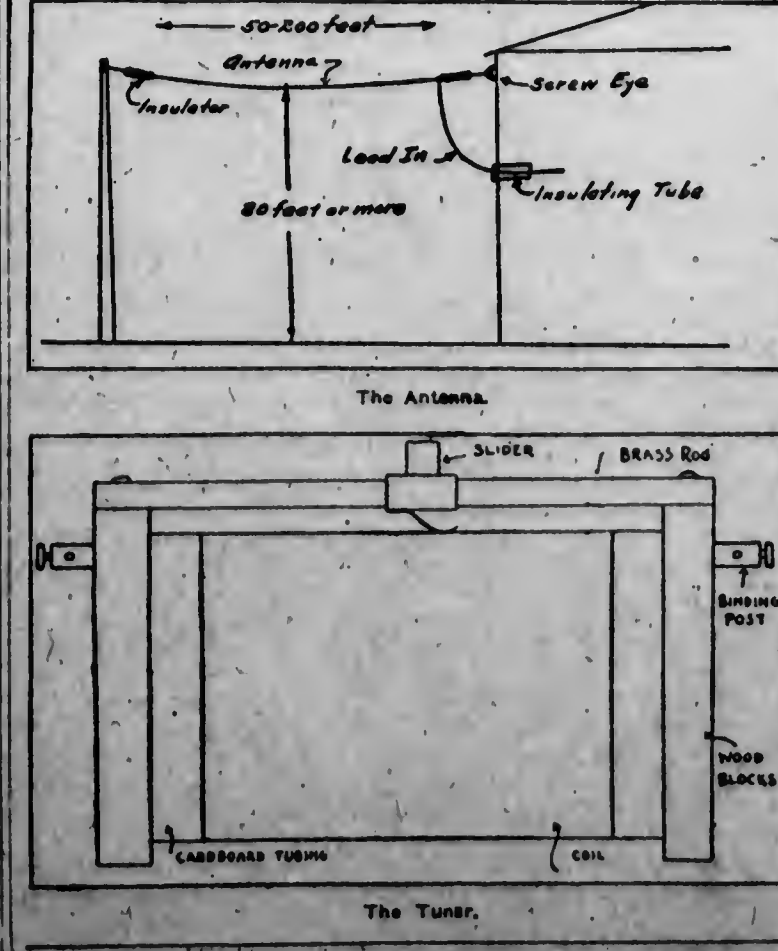 50-200 feet
Antenna
Insulator
Screw Eye
Lead In
Insulating Tube
30 feet or more
The Antenna.
SLIDER
BRASS ROD
BINDING
POST
WOOD
BLOCKS
CARDBOARD TUBING
COIL
The Tuner.